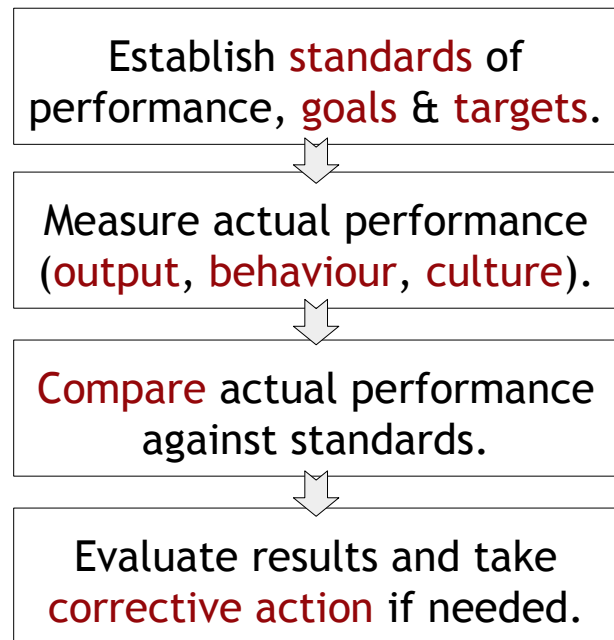 Establish standards of
performance, goals & targets.
Measure actual performance
(output, behaviour, culture).
Compare actual performance
against standards.
Evaluate results and take
corrective action if needed.